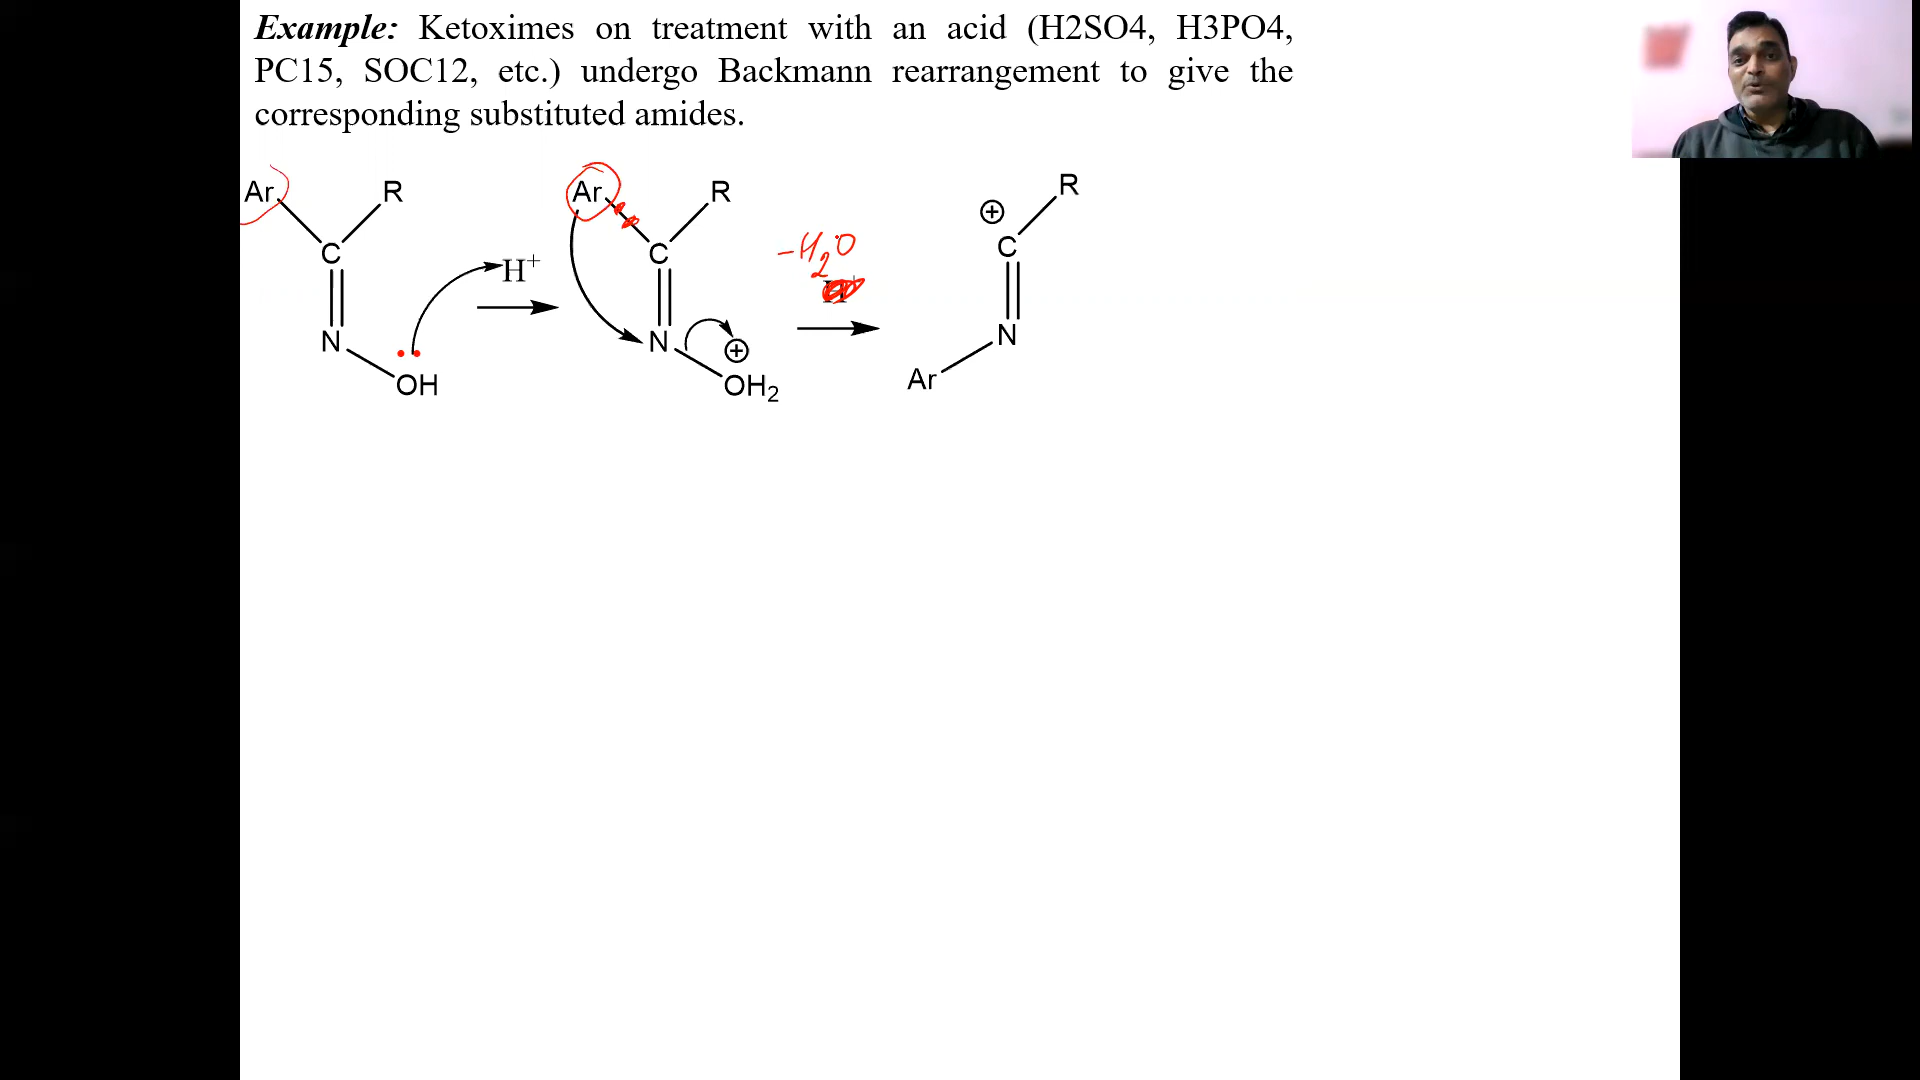 Example: Ketoximes on treatment with an acid (H2SO4, H3PO4,
PC15, SOC12, etc.) undergo Backmann rearrangement to give the
corresponding substituted amides.
Ar R
C
N
OH
H+
Ar R
C
N
OH2
-H2O
R
C
N
Ar